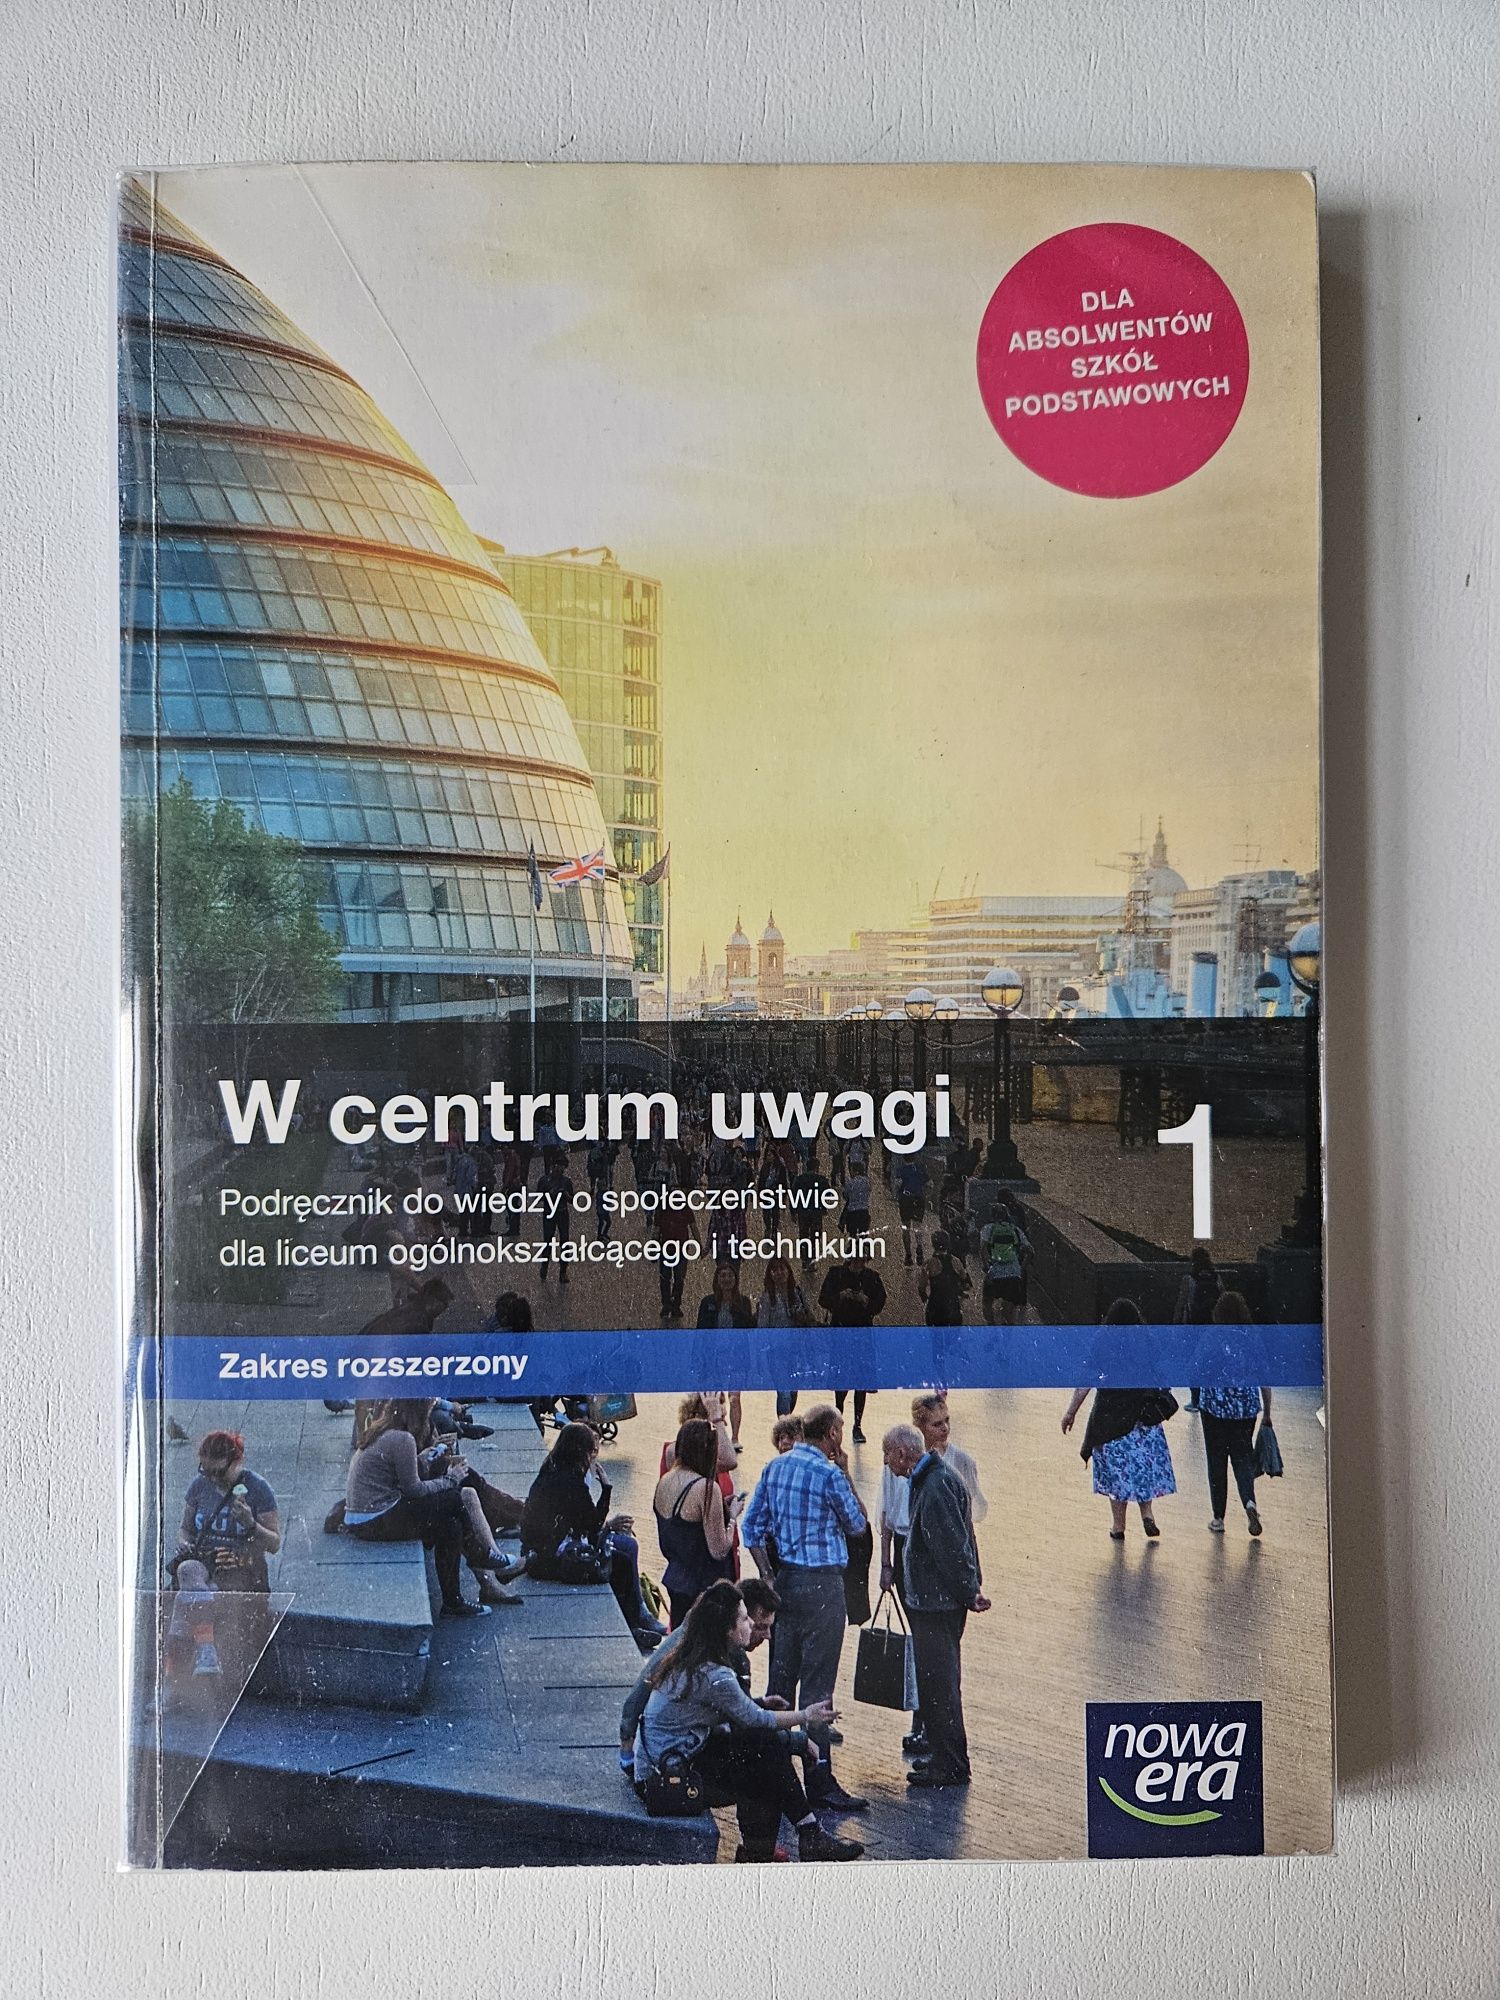 DLA
ABSOLWENTÓW
SZKÓŁ
PODSTAWOWYCH
W centrum uwagi
1
Podręcznik do wiedzy o społeczeństwie
dla liceum ogólnokształcącego i technikum
Zakres rozszerzony
nowa
era